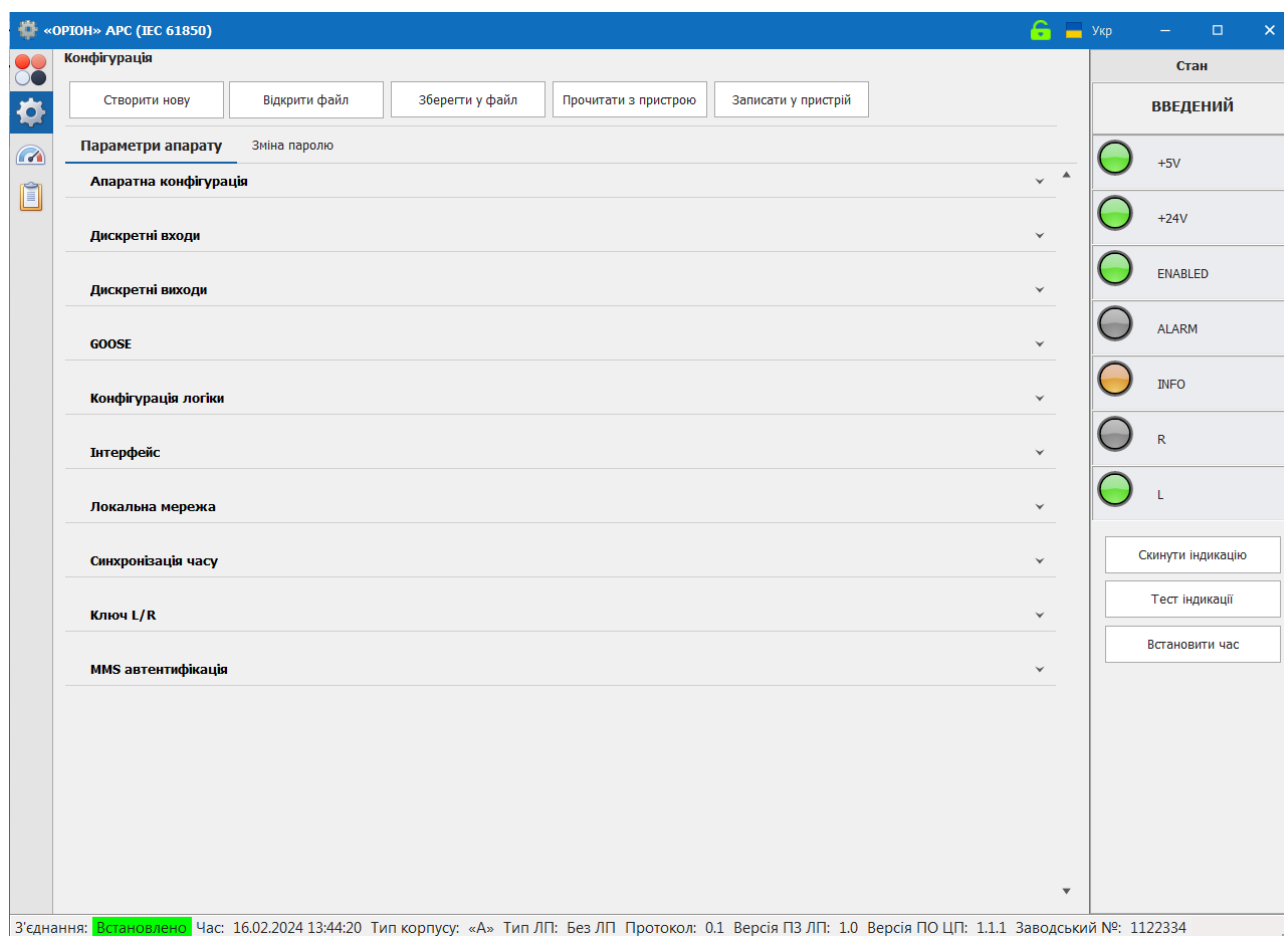 «ОРІОН» АРС (IEC 61850)
Укр
Конфігурація
Створити нову
Відкрити файл
Зберегти у файл
Прочитати з пристрою
Записати у пристрій
Параметри апарату
Зміна паролю
Апаратна конфігурація
Дискретні входи
Дискретні виходи
GOOSE
Конфігурація логіки
Інтерфейс
Локальна мережа
Синхронізація часу
Ключ L/R
MMS автентифікація
Стан
ВВЕДЕНИЙ
+5V
+24V
ENABLED
ALARM
INFO
R
L
Скинути індикацію
Тест індикації
Встановити час
З'єднання: Встановлено Час: 16.02.2024 13:44:20 Тип корпусу: «А» Тип ЛП: Без ЛП Протокол: 0.1 Версія ПЗ ЛП: 1.0 Версія ПО ЦП: 1.1.1 Заводський №: 1122334